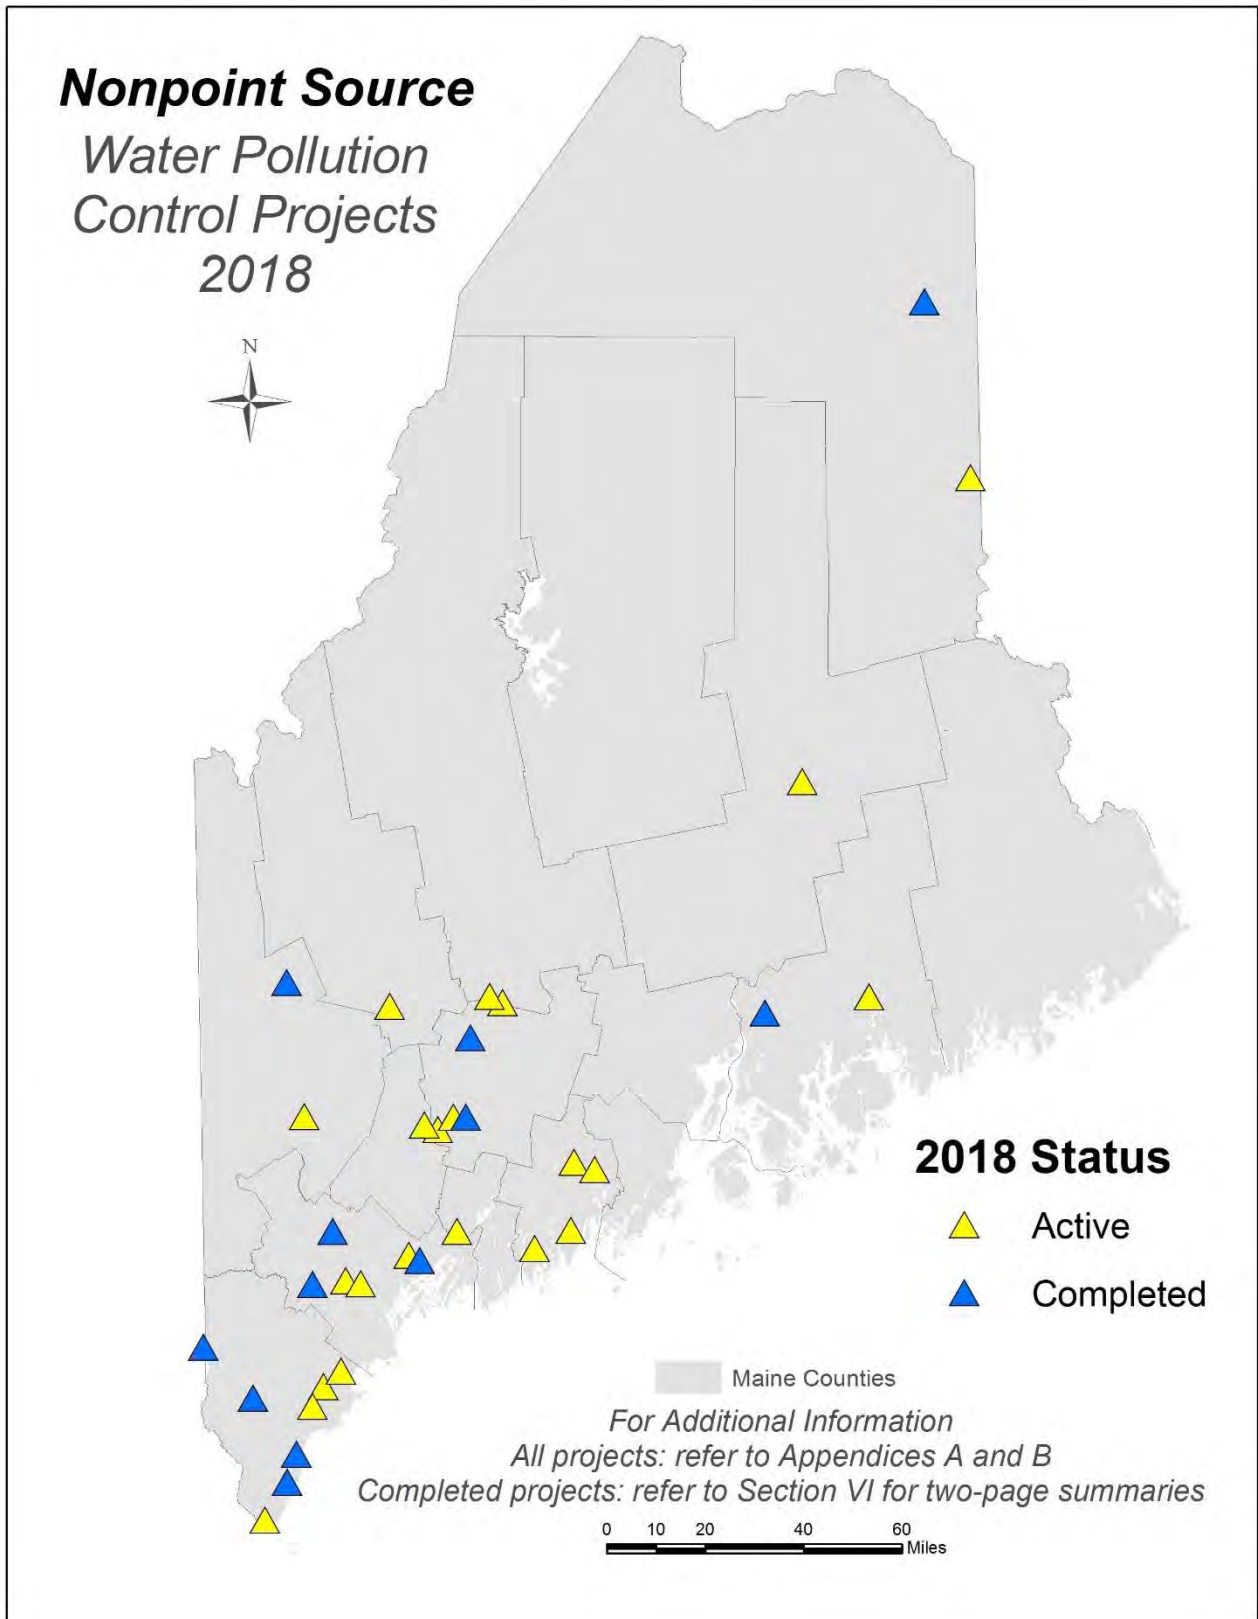 Nonpoint Source
Water Pollution
Control Projects
2018
N
2018 Status
Active
Completed
Maine Counties
For Additional Information
All projects: refer to Appendices A and B
Completed projects: refer to Section VI for two-page summaries
0 10 20 40 60
Miles